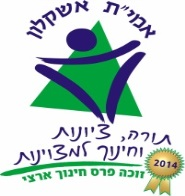 אמי"ת אשקלון
תורה, ציונות
וחינוך למצוינות
זוכה פרס חינוך ארצי
2014